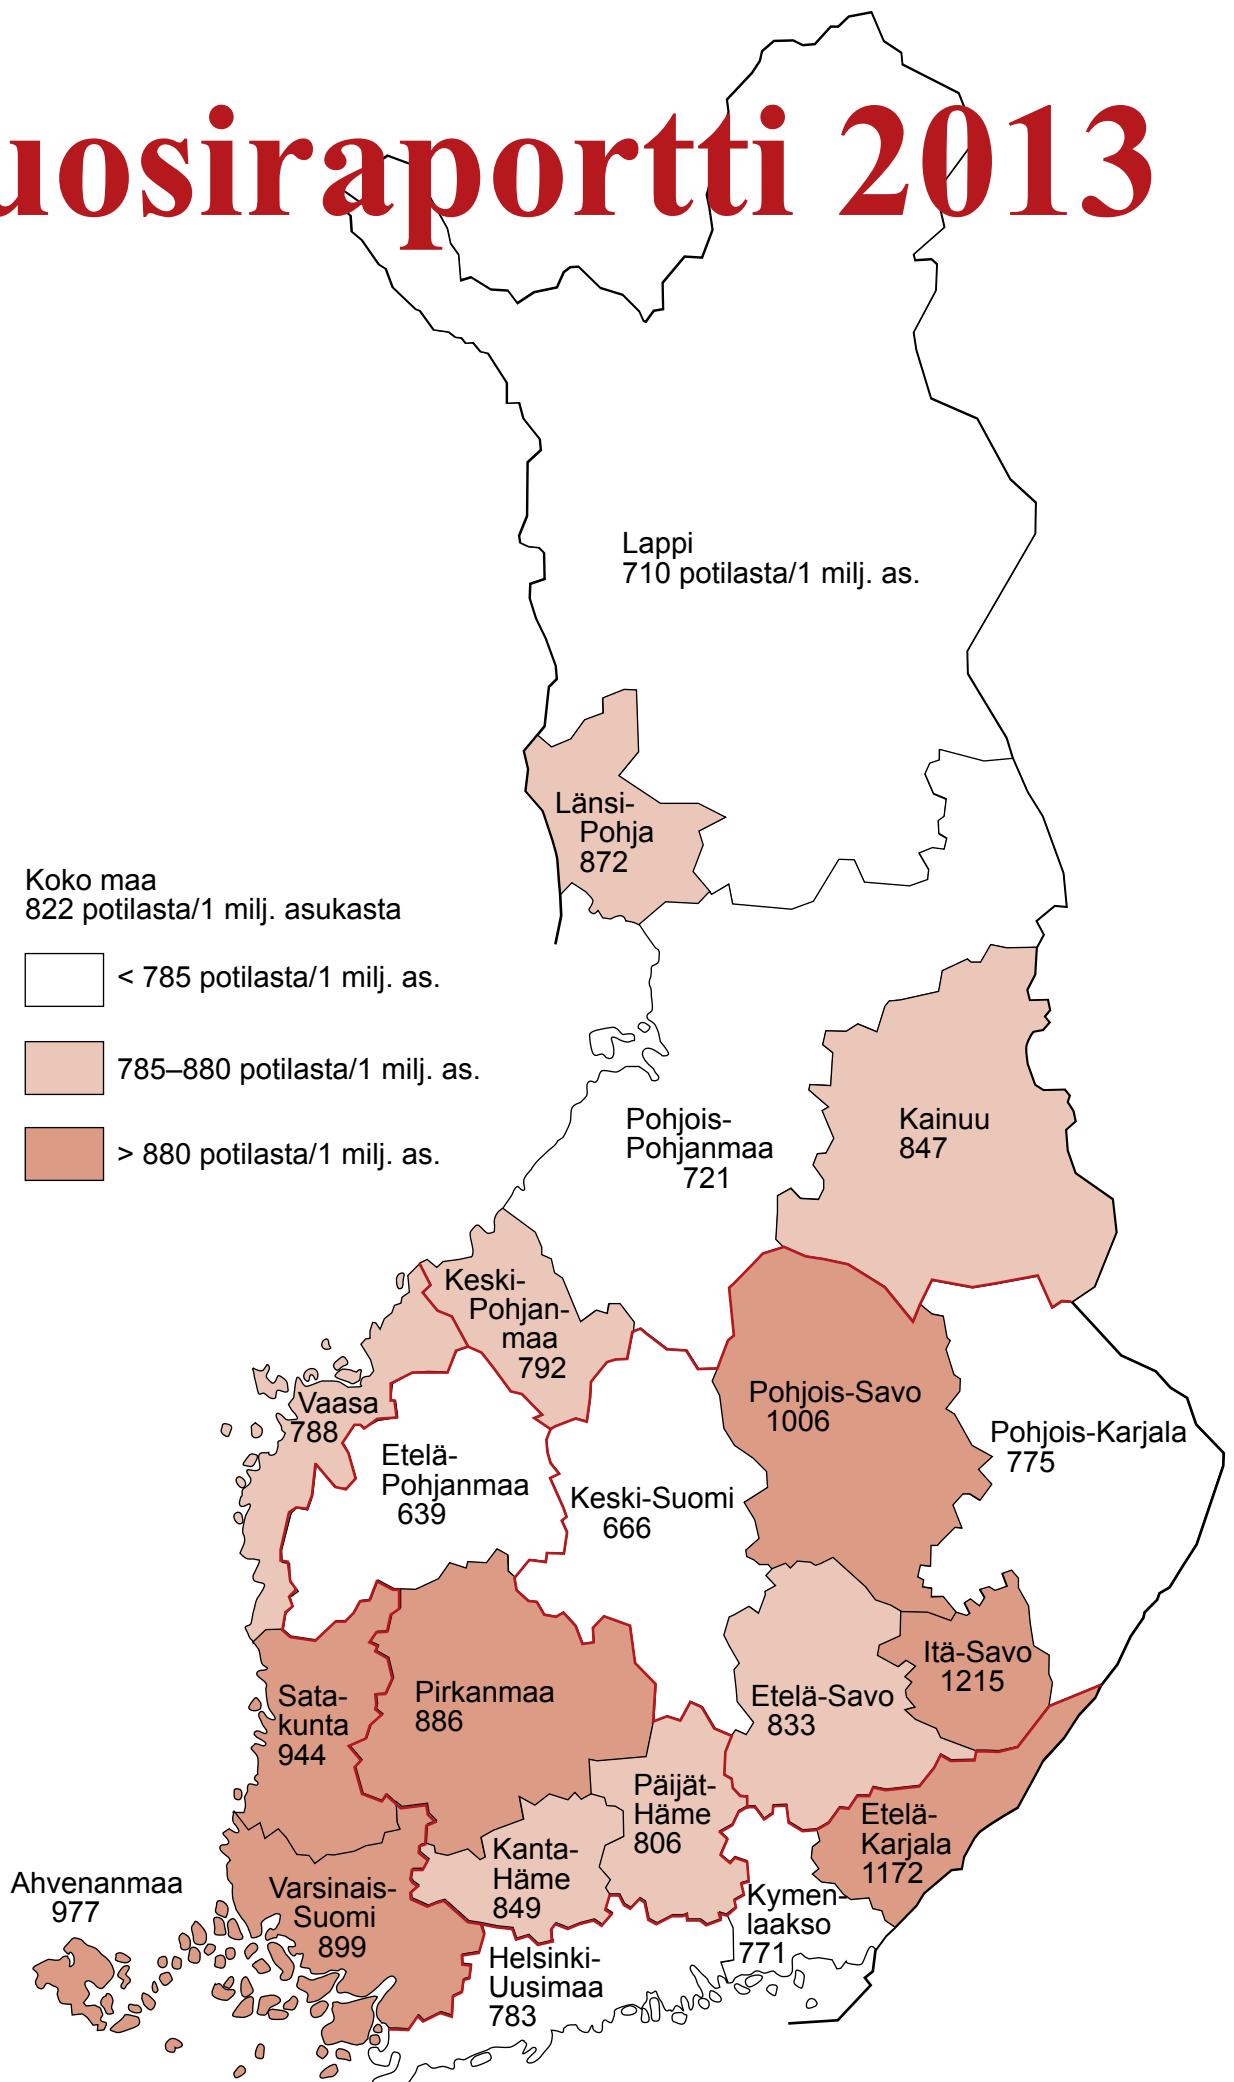 uosiraportti 2013
Lappi
710 potilasta/1 milj. as.
Länsi-
Pohja
872
Koko maa
822 potilasta/1 milj. asukasta
< 785 potilasta/1 milj. as.
785–880 potilasta/1 milj. as.
> 880 potilasta/1 milj. as.
Pohjois-
Pohjanmaa
721
Kainuu
847
Keski-
Pohjan-
maa
792
Vaasa
788
Etelä-
Pohjanmaa
639
Keski-Suomi
666
Pohjois-Savo
1006
Pohjois-Karjala
775
Itä-Savo
1215
Etelä-Savo
833
Sata-
kunta
944
Pirkanmaa
886
Päijät-
Häme
806
Etelä-
Karjala
1172
Kanta-
Häme
849
Ahvenanmaa
977
Varsinais-
Suomi
899
Kymen-
laakso
771
Helsinki-
Uusimaa
783